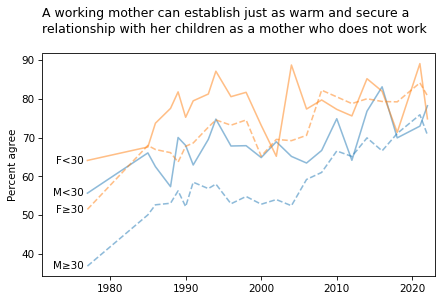 A working mother can establish just as warm and secure a
relationship with her children as a mother who does not work
Percent agree
90
80
70
60
50
40
F<30
M<30
F≥30
M≥30
1980 1990 2000 2010 2020